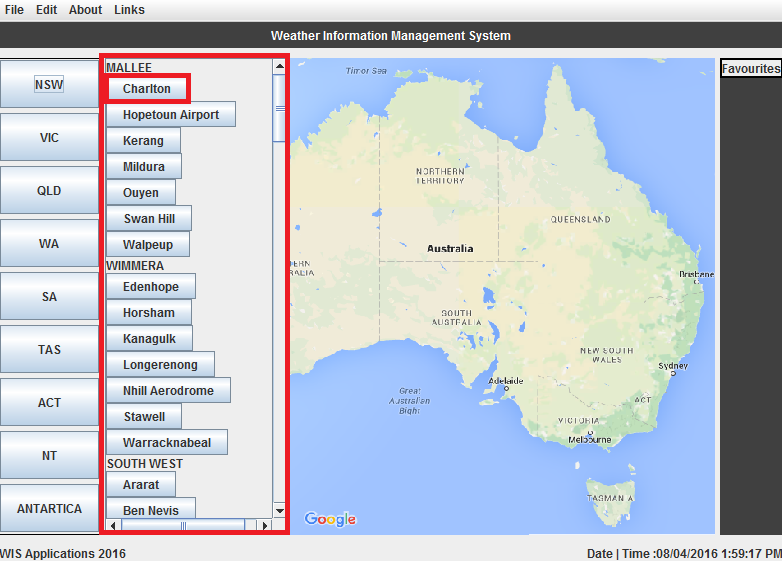 File Edit About Links
Weather Information Management System
NSW
VIC
QLD
WA
SA
TAS
ACT
NT
ANTARTICA
MALLEE
Charlton
Hopetoun Airport
Kerang
Mildura
Ouyen
Swan Hill
Walpeup
WIMMERA
Edenhope
Horsham
Kanagulk
Longerenong
Nhill Aerodrome
Stawell
Warracknabeal
SOUTH WEST
Ararat
Ben Nevis
Timor Sea
NORTHERN
TERRITORY
QUEENSLAND
Australia
ERN
RALIA
Brisbane
SOUTH
AUSTRALIA
NEW SOUTH
WALES
Sydney
Adelaide
Great
Australian
Bight
ACT
VICTORIA
Melbourne
TASMANIA
Google
Favourites
WIS Applications 2016
Date | Time :08/04/2016 1:59:17 PM